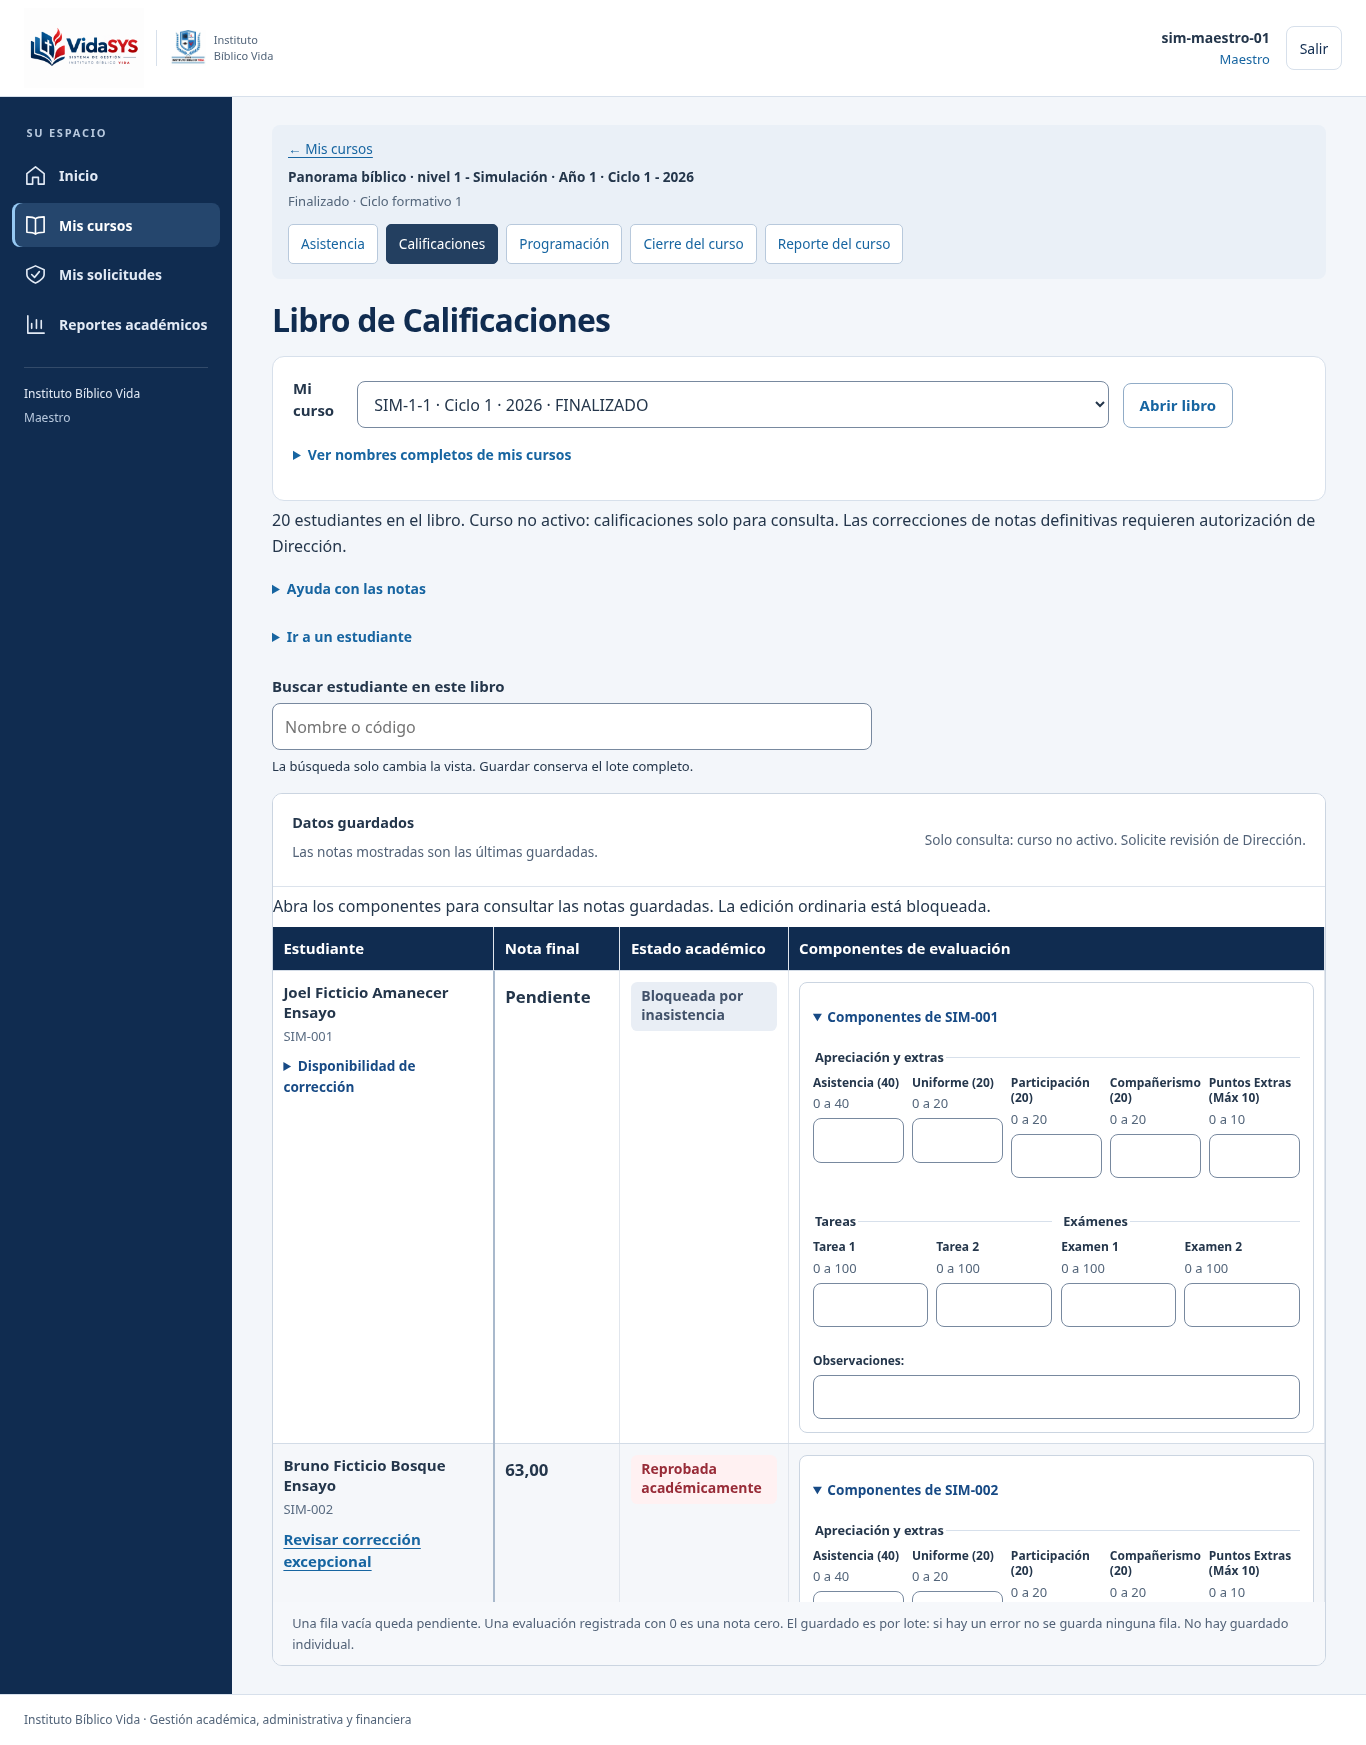 VidaSYS
SISTEMA DE GESTIÓN
INSTITUTO BÍBLICO VIDA
Instituto
Bíblico Vida
sim-maestro-01
Maestro
Salir
SU ESPACIO
Inicio
Mis cursos
Mis solicitudes
Reportes académicos
Instituto Bíblico Vida
Maestro
← Mis cursos
Panorama bíblico · nivel 1 - Simulación · Año 1 · Ciclo 1 - 2026
Finalizado · Ciclo formativo 1
Asistencia
Calificaciones
Programación
Cierre del curso
Reporte del curso
Libro de Calificaciones
Mi
curso
SIM-1-1 · Ciclo 1 · 2026 · FINALIZADO
Abrir libro
Ver nombres completos de mis cursos
20 estudiantes en el libro. Curso no activo: calificaciones solo para consulta. Las correcciones de notas definitivas requieren autorización de
Dirección.
Ayuda con las notas
Ir a un estudiante
Buscar estudiante en este libro
Nombre o código
La búsqueda solo cambia la vista. Guardar conserva el lote completo.
Datos guardados
Las notas mostradas son las últimas guardadas.
Solo consulta: curso no activo. Solicite revisión de Dirección.
Abra los componentes para consultar las notas guardadas. La edición ordinaria está bloqueada.
Estudiante
Nota final
Estado académico
Componentes de evaluación
Joel Ficticio Amanecer
Ensayo
SIM-001
Disponibilidad de
corrección
Pendiente
Bloqueada por
inasistencia
Componentes de SIM-001
Apreciación y extras
Asistencia (40)
0 a 40
Uniforme (20)
0 a 20
Participación
(20)
0 a 20
Compañerismo
(20)
0 a 20
Puntos Extras
(Máx 10)
0 a 10
Tareas
Tarea 1
0 a 100
Tarea 2
0 a 100
Exámenes
Examen 1
0 a 100
Examen 2
0 a 100
Observaciones:
Bruno Ficticio Bosque
Ensayo
SIM-002
Revisar corrección
excepcional
63,00
Reprobada
académicamente
Componentes de SIM-002
Apreciación y extras
Asistencia (40)
0 a 40
Uniforme (20)
0 a 20
Participación
(20)
0 a 20
Compañerismo
(20)
0 a 20
Puntos Extras
(Máx 10)
0 a 10
Una fila vacía queda pendiente. Una evaluación registrada con 0 es una nota cero. El guardado es por lote: si hay un error no se guarda ninguna fila. No hay guardado
individual.
Instituto Bíblico Vida · Gestión académica, administrativa y financiera